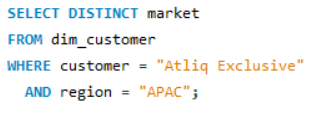 SELECT DISTINCT market
FROM dim_customer
WHERE customer = "Atliq Exclusive"
AND region = "APAC";